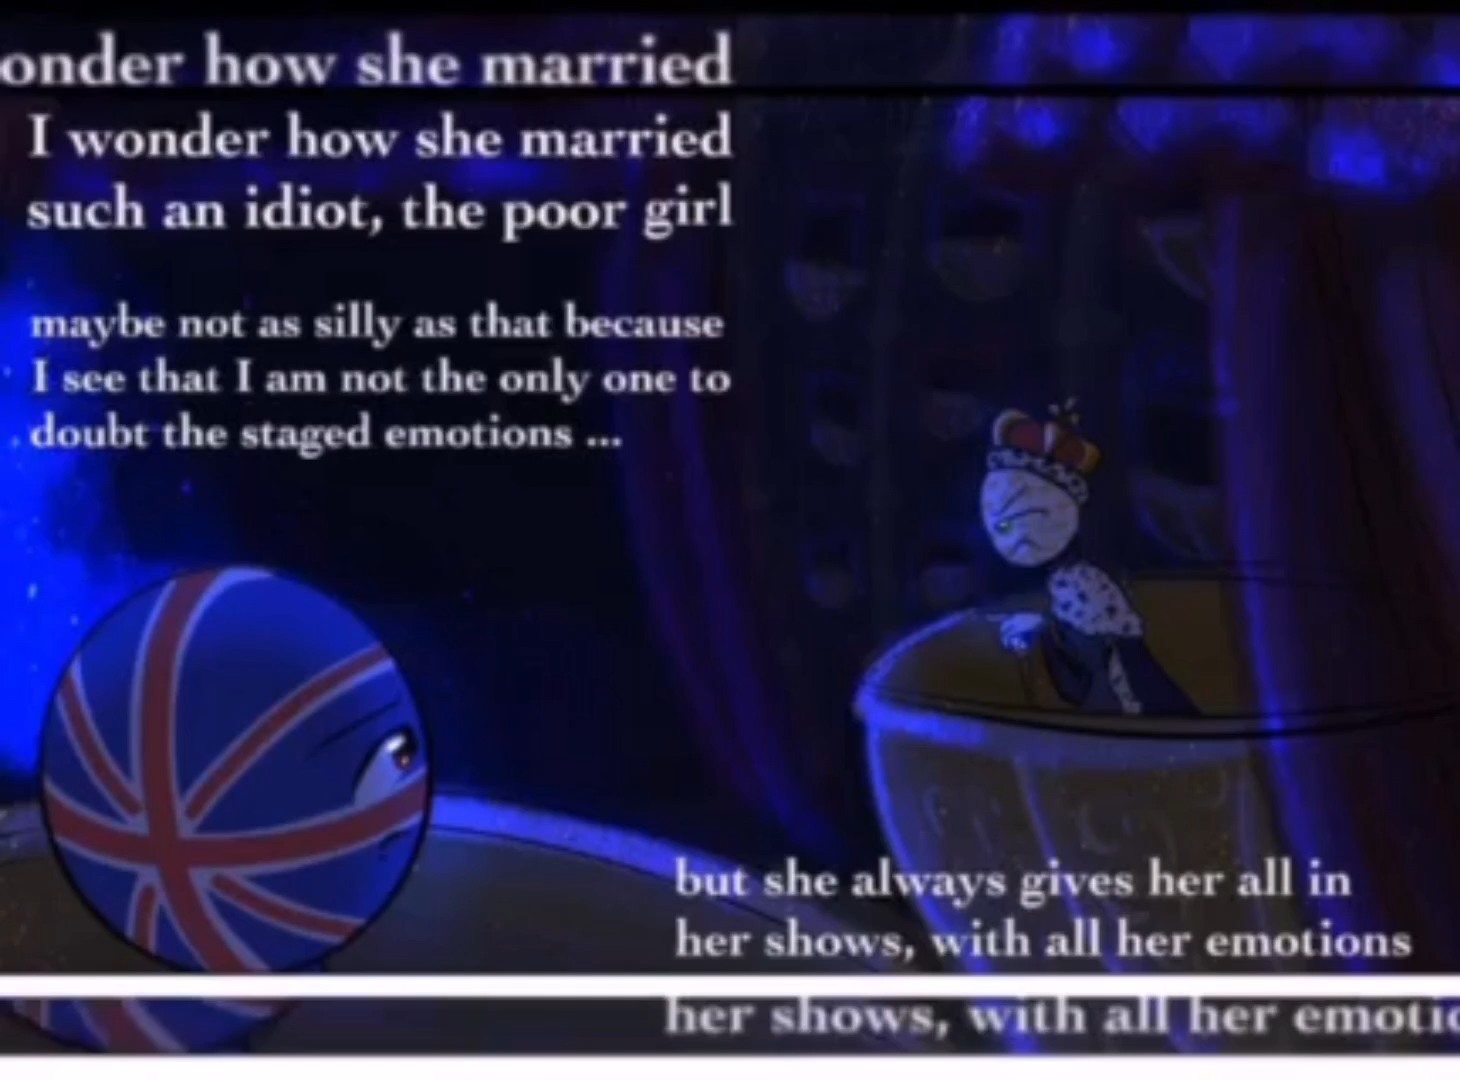 onder how she married
I wonder how she married
such an idiot, the poor girl
maybe not as silly as that because
I see that I am not the only one to
doubt the staged emotions ...
but she always gives her all in
her shows, with all her emotions
her shows, with all her emotio